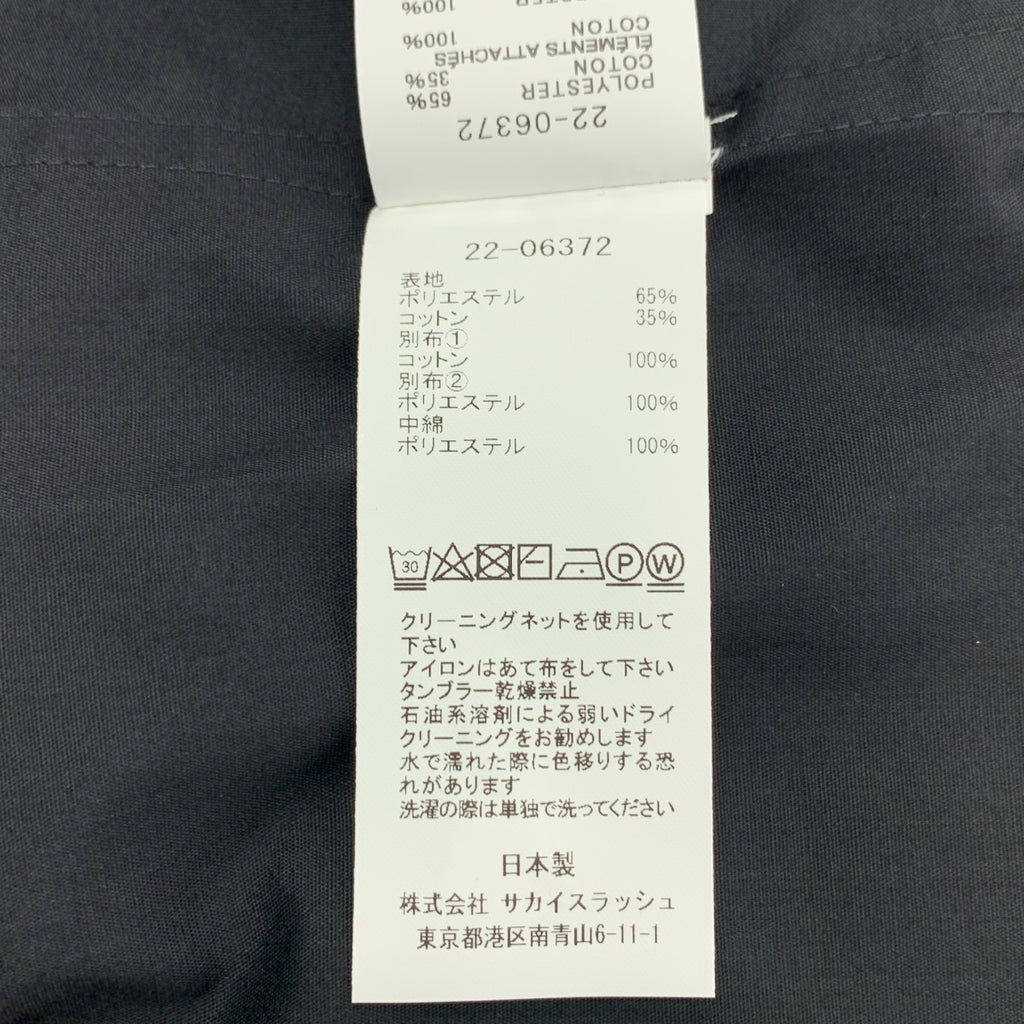 100%
COTON 100%
ÉLÉMENTS ATTACHÉS
COTON 35%
POLYESTER 65%
22-06372
22-06372
表地
ポリエステル 65%
コットン 35%
別布①
コットン 100%
別布②
ポリエステル 100%
中綿
ポリエステル 100%
30
P
W
クリーニングネットを使用して
下さい
アイロンはあて布をして下さい
タンブラー乾燥禁止
石油系溶剤による弱いドライ
クリーニングをお勧めします
水で濡れた際に色移りする恐
れがあります
洗濯の際は単独で洗ってください
日本製
株式会社 サカイスラッシュ
東京都港区南青山6-11-1